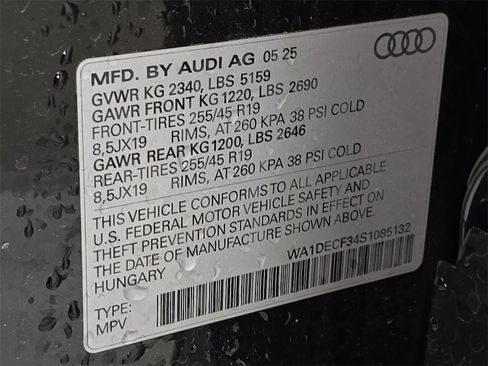 MFD. BY AUDI AG 05 25
GVWR KG 2340, LBS 5159
GAWR FRONT KG 1220, LBS 2690
FRONT-TIRES 255/45 R19
8,5JX19 RIMS, AT 260 KPA 38 PSI COLD
GAWR REAR KG1200, LBS 2646
REAR-TIRES 255/45 R19
8,5JX19 RIMS, AT 260 KPA 38 PSI COLD
THIS VEHICLE CONFORMS TO ALL APPLICABLE
U.S. FEDERAL MOTOR VEHICLE SAFETY AND
THEFT PREVENTION STANDARDS IN EFFECT ON
THE DATE OF MANUFACTURE SHOWN ABOVE.
HUNGARY
WA1DECF34S1085132
TYPE:
MPV